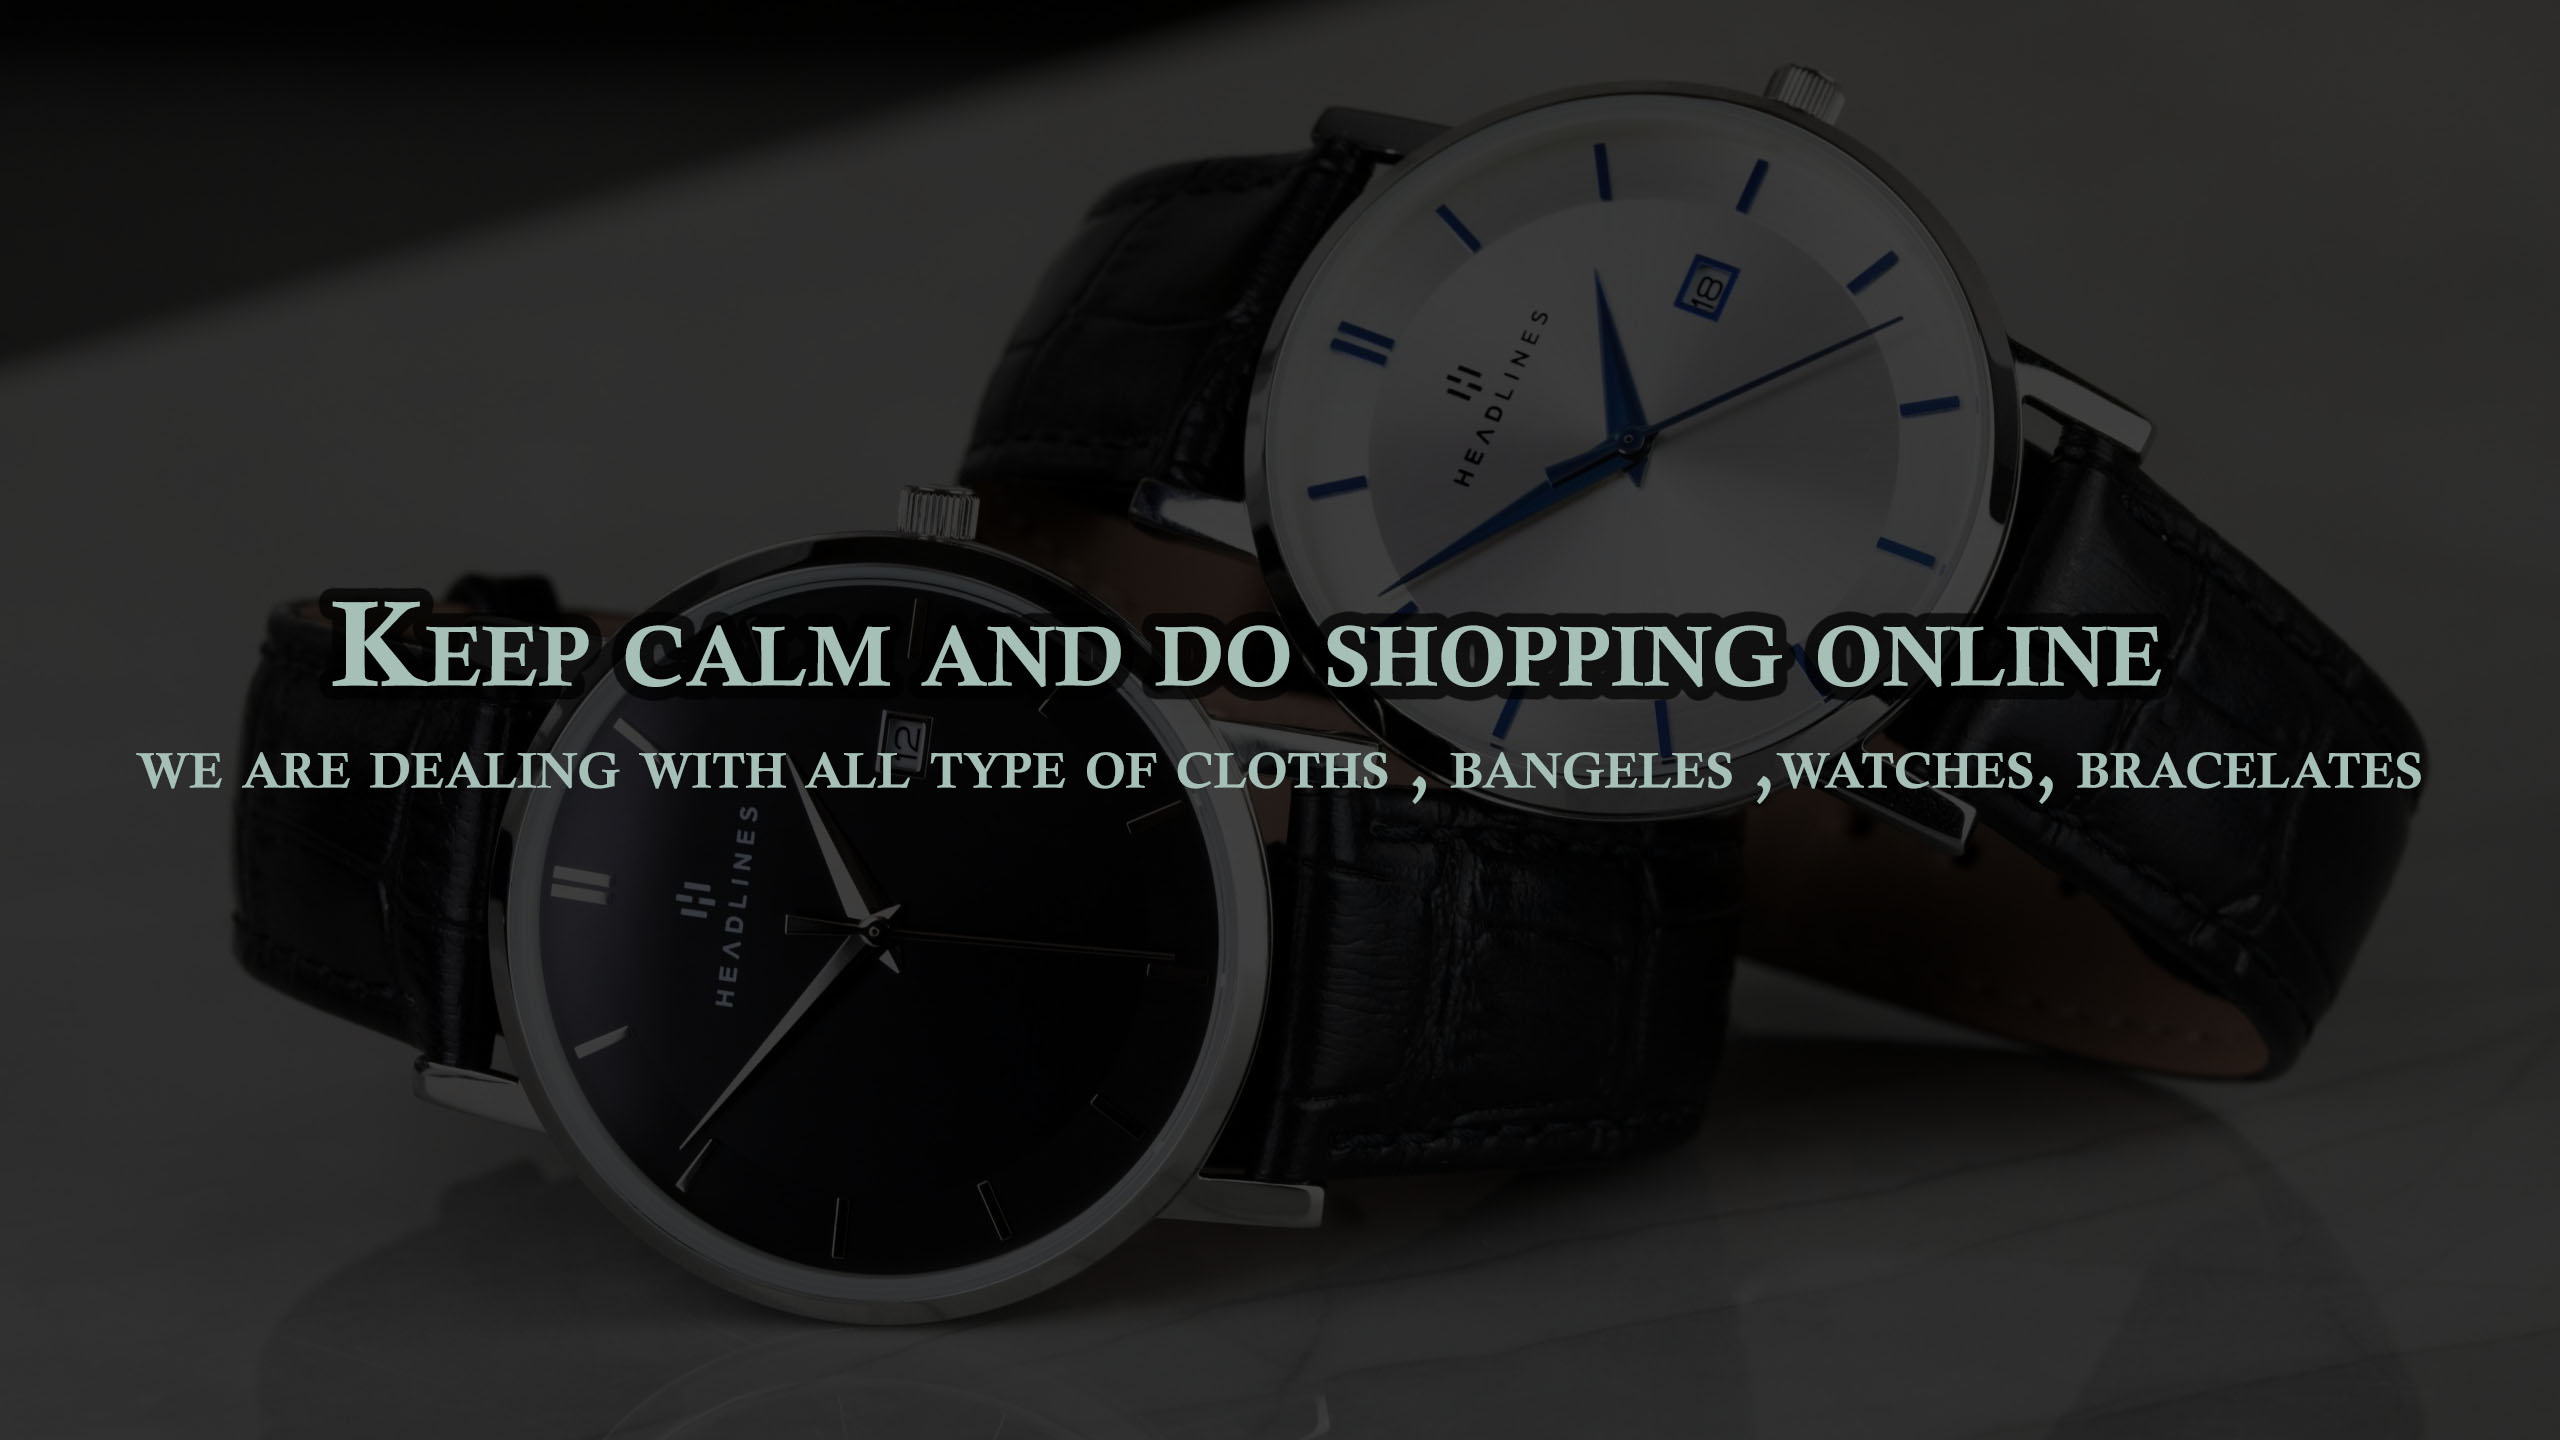 18
HEADLINES
Keep calm and do shopping online
we are dealing with all type of cloths , bangeles ,watches, bracelates
12
HEADLINES